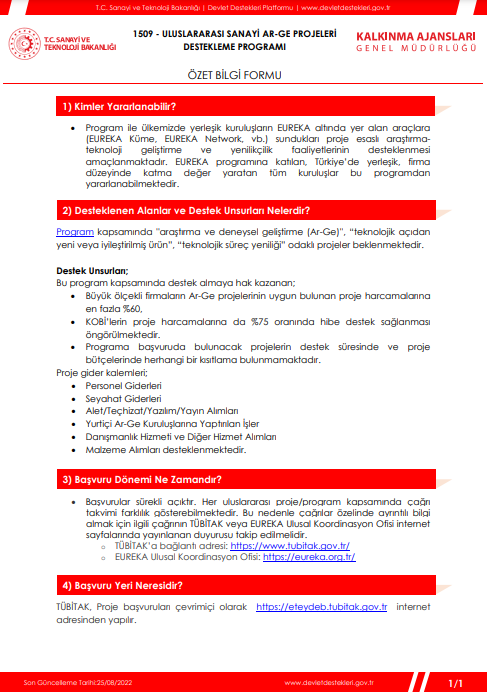 T.C. Sanayi ve Teknoloji Bakanlığı | Devlet Destekleri Platformu | www.devletdestekleri.gov.tr
T.C. SANAYİ VE
TEKNOLOJİ BAKANLIĞI
1509 - ULUSLARARASI SANAYİ AR-GE PROJELERİ
DESTEKLEME PROGRAMI
KALKINMA AJANSLARI
GENEL MÜDÜRLÜĞÜ
ÖZET BİLGİ FORMU
1) Kimler Yararlanabilir?
• Program ile ülkemizde yerleşik kuruluşların EUREKA altında yer alan araçlara
(EUREKA Küme, EUREKA Network, vb.) sundukları proje esaslı araştırma-
teknoloji geliştirme ve yenilikçilik faaliyetlerinin desteklenmesi
amaçlanmaktadır. EUREKA programına katılan, Türkiye’de yerleşik, firma
düzeyinde katma değer yaratan tüm kuruluşlar bu programdan
yararlanabilmektedir.
2) Desteklenen Alanlar ve Destek Unsurları Nelerdir?
Program kapsamında "araştırma ve deneysel geliştirme (Ar-Ge)", “teknolojik açıdan
yeni veya iyileştirilmiş ürün”, “teknolojik süreç yeniliği” odaklı projeler beklenmektedir.
Destek Unsurları;
Bu program kapsamında destek almaya hak kazanan;
• Büyük ölçekli firmaların Ar-Ge projelerinin uygun bulunan proje harcamalarına
en fazla %60,
• KOBİ’lerin proje harcamalarına da %75 oranında hibe destek sağlanması
öngörülmektedir.
• Programa başvuruda bulunacak projelerin destek süresinde ve proje
bütçelerinde herhangi bir kısıtlama bulunmamaktadır.
Proje gider kalemleri;
• Personel Giderleri
• Seyahat Giderleri
• Alet/Teçhizat/Yazılım/Yayın Alımları
• Yurtiçi Ar-Ge Kuruluşlarına Yaptırılan İşler
• Danışmanlık Hizmeti ve Diğer Hizmet Alımları
• Malzeme Alımları desteklenmektedir.
3) Başvuru Dönemi Ne Zamandır?
• Başvurular sürekli açıktır. Her uluslararası proje/program kapsamında çağrı
takvimi farklılık gösterebilmektedir. Bu nedenle çağrılar özelinde ayrıntılı bilgi
almak için ilgili çağrının TÜBİTAK veya EUREKA Ulusal Koordinasyon Ofisi internet
sayfalarında yayınlanan duyurusu takip edilmelidir.
○ TÜBİTAK’a bağlantı adresi: https://www.tubitak.gov.tr/
○ EUREKA Ulusal Koordinasyon Ofisi: https://eureka.org.tr/
4) Başvuru Yeri Neresidir?
TÜBİTAK, Proje başvuruları çevrimiçi olarak https://eteydeb.tubitak.gov.tr internet
adresinden yapılır.
Son Güncelleme Tarihi:25/08/2022
www.devletdestekleri.gov.tr
1/1